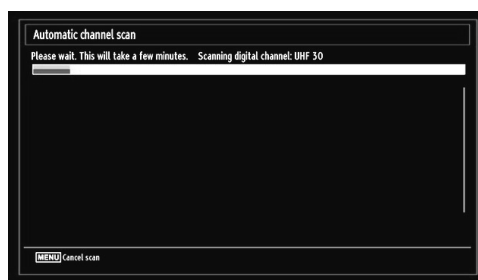 Automatic channel scan
Please wait. This will take a few minutes. Scanning digital channel: UHF 30
MENU Cancel scan